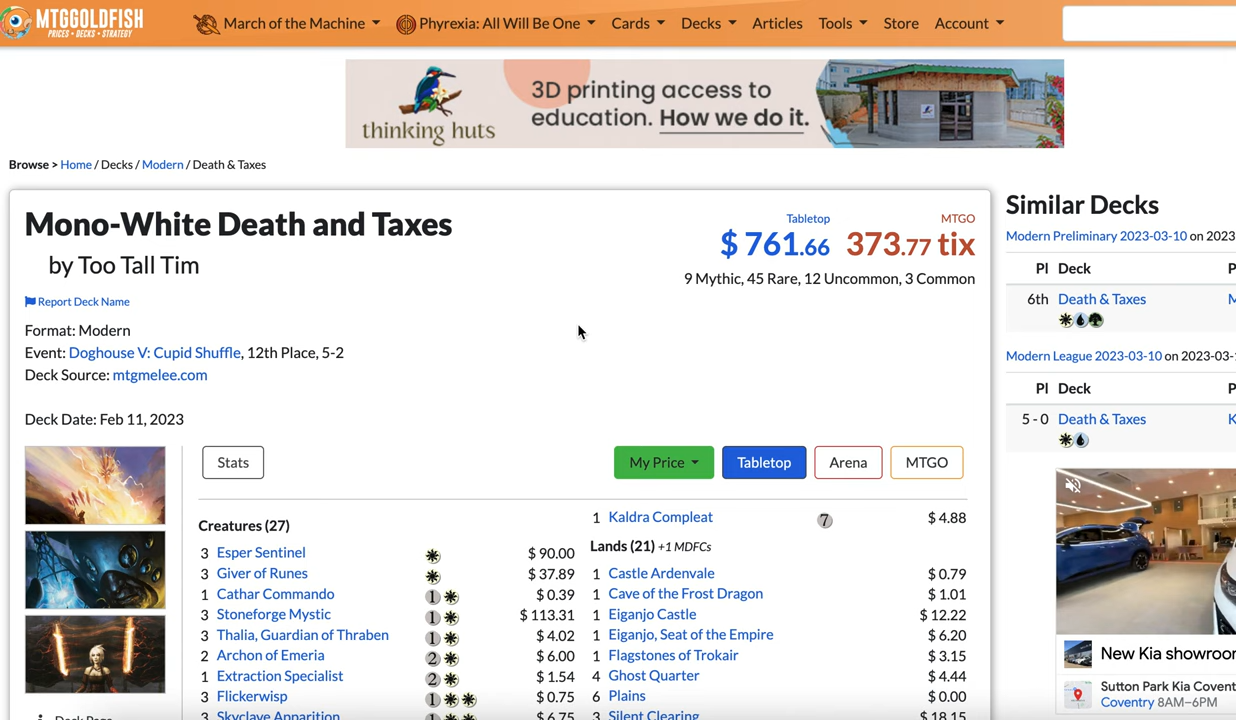 MTGGOLDFISH
PRICES • DECKS • STRATEGY
March of the Machine
Phyrexia: All Will Be One
Cards
Decks
Articles
Tools
Store
Account
thinking huts
3D printing access to
education. How we do it.
Browse > Home / Decks / Modern / Death & Taxes
Mono-White Death and Taxes
by Too Tall Tim
Tabletop
$ 761.66
MTGO
373.77 tix
9 Mythic, 45 Rare, 12 Uncommon, 3 Common
Report Deck Name
Format: Modern
Event: Doghouse V: Cupid Shuffle, 12th Place, 5-2
Deck Source: mtgmelee.com
Deck Date: Feb 11, 2023
Stats
My Price
Tabletop
Arena
MTGO
Creatures (27)
3 Esper Sentinel $ 90.00
3 Giver of Runes $ 37.89
1 Cathar Commando 1 $ 0.39
3 Stoneforge Mystic 1 $ 113.31
3 Thalia, Guardian of Thraben 1 $ 4.02
2 Archon of Emeria 2 $ 6.00
1 Extraction Specialist 2 $ 1.54
3 Flickerwisp 1 $ 0.75
3 Skyclave Apparition 1 $ 6.75
1 Kaldra Compleat 7 $ 4.88
Lands (21) +1 MDFCs
1 Castle Ardenvale $ 0.79
1 Cave of the Frost Dragon $ 1.01
1 Eiganjo Castle $ 12.22
1 Eiganjo, Seat of the Empire $ 6.20
1 Flagstones of Trokair $ 3.15
4 Ghost Quarter $ 4.44
6 Plains $ 0.00
3 Silent Clearing $ 18.15
Similar Decks
Modern Preliminary 2023-03-10 on 2023
Pl Deck
6th Death & Taxes
Modern League 2023-03-10 on 2023-03-
Pl Deck
5 - 0 Death & Taxes
New Kia showroor
Sutton Park Kia Covent
Coventry 8AM–6PM